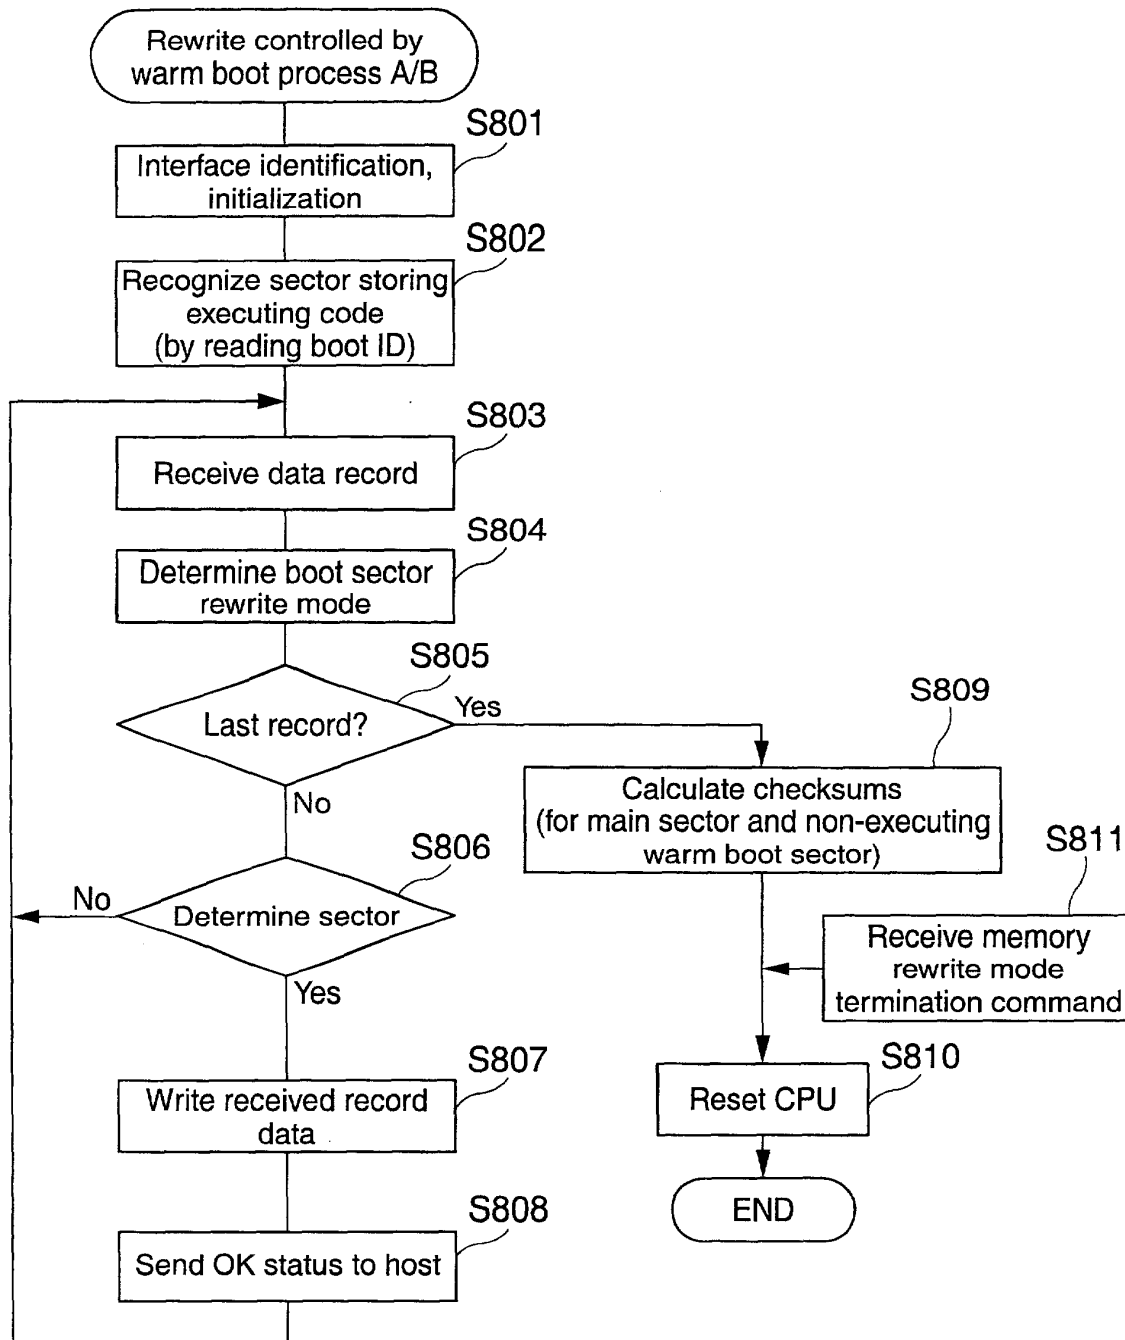 Rewrite controlled by
warm boot process A/B
S801
Interface identification,
initialization
S802
Recognize sector storing
executing code
(by reading boot ID)
S803
Receive data record
S804
Determine boot sector
rewrite mode
S805
Last record?
Yes
No
S809
Calculate checksums
(for main sector and non-executing
warm boot sector)
S806
Determine sector
No
Yes
S811
Receive memory
rewrite mode
termination command
S807
Write received record
data
S810
Reset CPU
S808
Send OK status to host
END